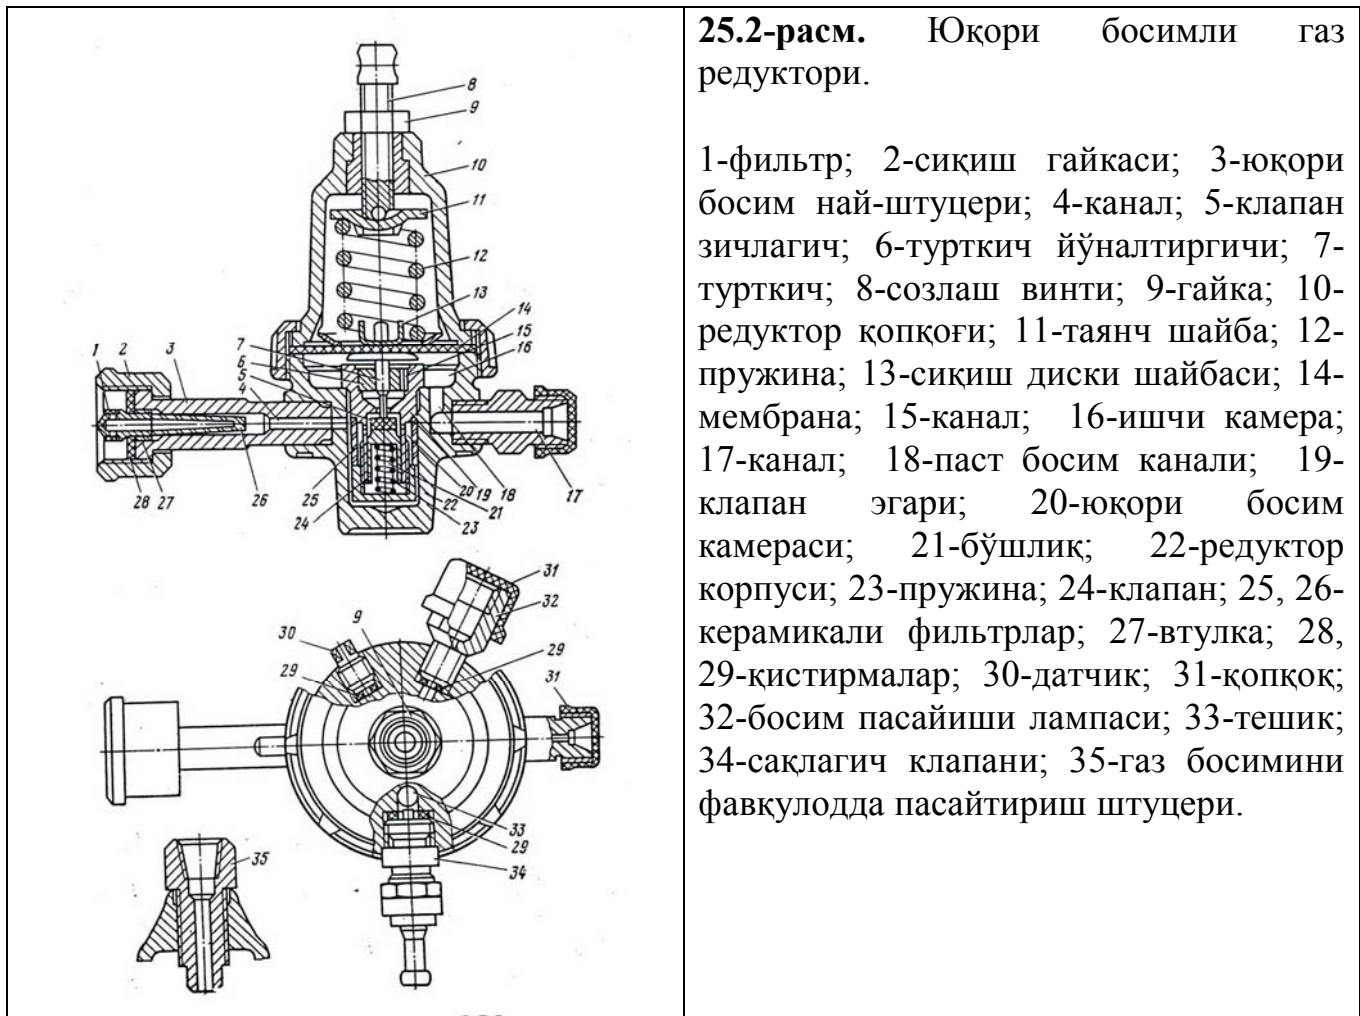 25.2-расм. Юқори босимли газ
редуктори.
1-фильтр; 2-сиқиш гайкаси; 3-юқори
босим най-штуцери; 4-канал; 5-клапан
зичлагич; 6-турткич йўналтиргичи; 7-
турткич; 8-созлаш винти; 9-гайка; 10-
редуктор қопқоғи; 11-таянч шайба; 12-
пружина; 13-сиқиш диски шайбаси; 14-
мембрана; 15-канал; 16-ишчи камера;
17-канал; 18-паст босим канали; 19-
клапан эгари; 20-юқори босим
камераси; 21-бўшлиқ; 22-редуктор
корпуси; 23-пружина; 24-клапан; 25, 26-
керамикали фильтрлар; 27-втулка; 28,
29-қистирмалар; 30-датчик; 31-қопқоқ;
32-босим пасайиши лампаси; 33-тешик;
34-сақлагич клапани; 35-газ босимини
фавқулодда пасайтириш штуцери.
8
9
10
11
12
13
14
15
16
7
6
5
4
1
2
3
28
27
26
25
24
23
22
21
20
19
18
17
31
32
30
9
29
29
31
33
29
34
35